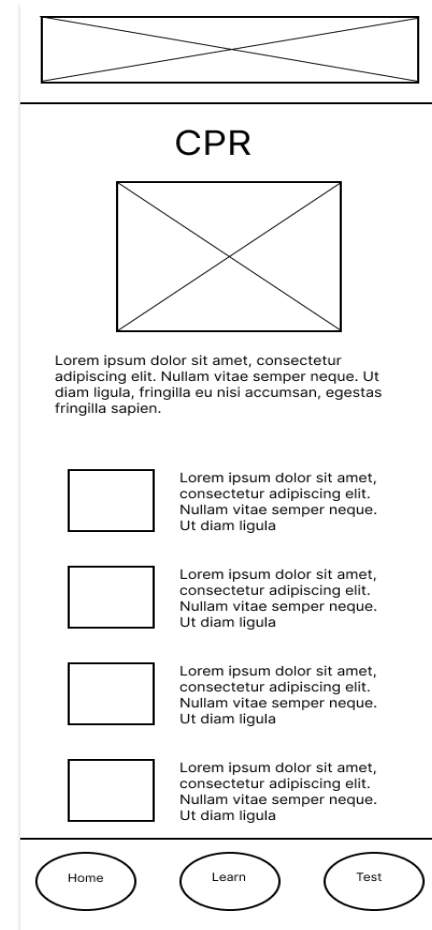 CPR
Lorem ipsum dolor sit amet, consectetur
adipiscing elit. Nullam vitae semper neque. Ut
diam ligula, fringilla eu nisi accumsan, egestas
fringilla sapien.
Lorem ipsum dolor sit amet,
consectetur adipiscing elit.
Nullam vitae semper neque.
Ut diam ligula
Lorem ipsum dolor sit amet,
consectetur adipiscing elit.
Nullam vitae semper neque.
Ut diam ligula
Lorem ipsum dolor sit amet,
consectetur adipiscing elit.
Nullam vitae semper neque.
Ut diam ligula
Lorem ipsum dolor sit amet,
consectetur adipiscing elit.
Nullam vitae semper neque.
Ut diam ligula
Home Learn Test